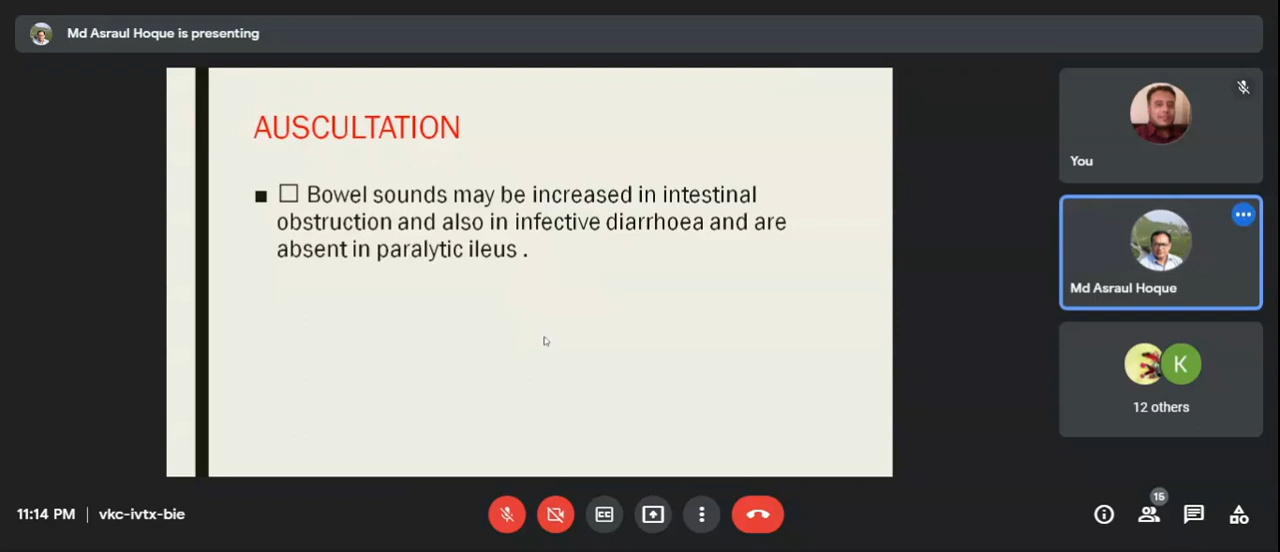 Md Asraul Hoque is presenting
AUSCULTATION
■ □ Bowel sounds may be increased in intestinal
obstruction and also in infective diarrhoea and are
absent in paralytic ileus .
You
Md Asraul Hoque
K
12 others
11:14 PM | vkc-ivtx-bie
CC
15